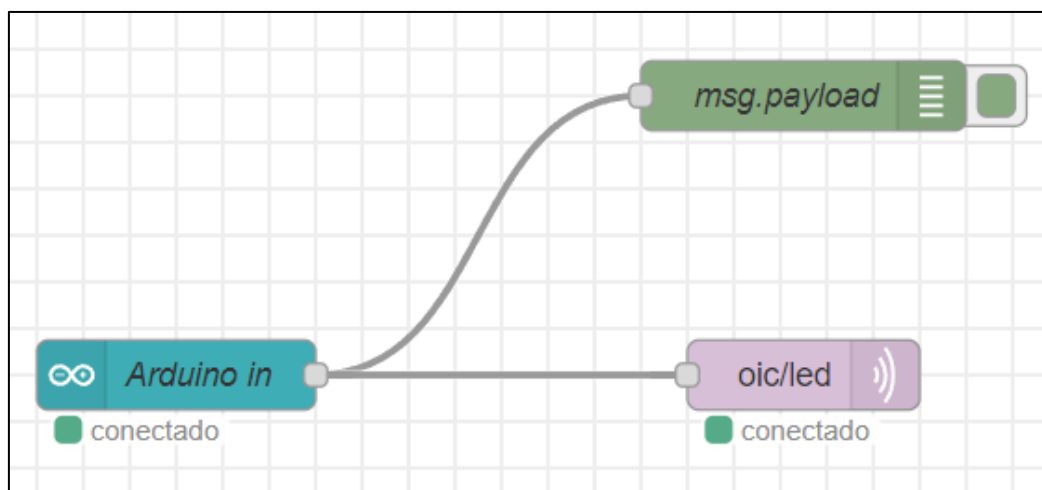 msg.payload
Arduino in
oic/led
conectado
conectado